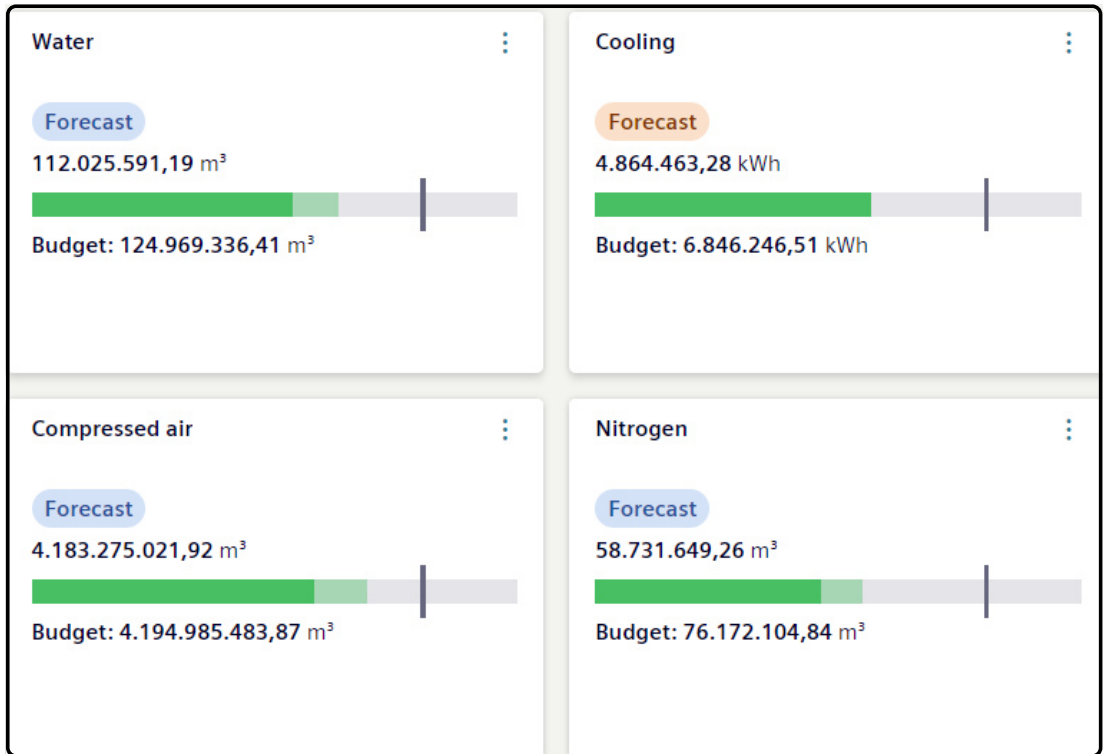 Water
Forecast
112.025.591,19 m³
Budget: 124.969.336,41 m³
Cooling
Forecast
4.864.463,28 kWh
Budget: 6.846.246,51 kWh
Compressed air
Forecast
4.183.275.021,92 m³
Budget: 4.194.985.483,87 m³
Nitrogen
Forecast
58.731.649,26 m³
Budget: 76.172.104,84 m³